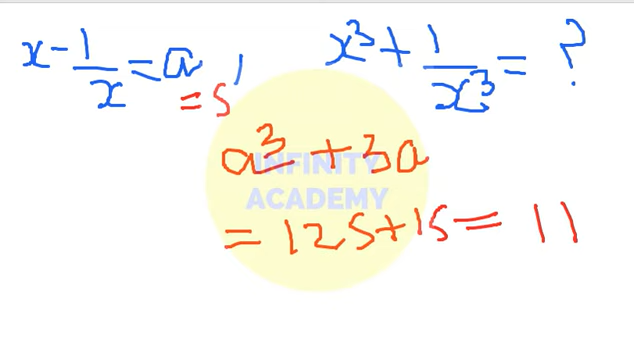 x - 1/x = a, x³ + 1/x³ = ?
= 5
a³ + 3a
INFINITY
ACADEMY
= 125 + 15 = 11